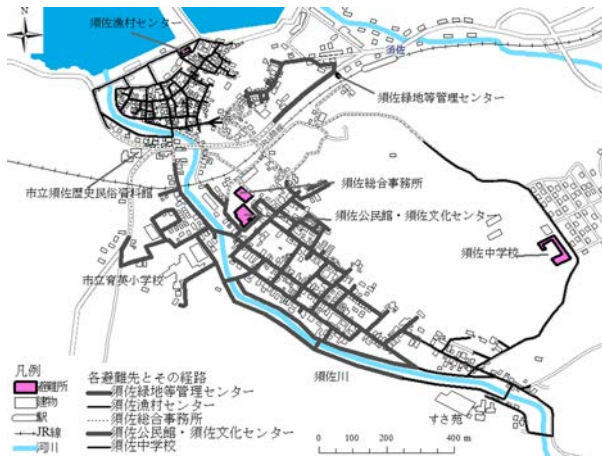 須佐漁村センター
須佐
須佐緑地等管理センター
市立須佐歴史民俗資料館
須佐総合事務所
須佐公民館・須佐文化センター
須佐中学校
市立育英小学校
須佐川
すさ苑
凡例
避難所
建物
駅
JR線
河川
各避難先とその経路
須佐緑地等管理センター
須佐漁村センター
須佐総合事務所
須佐公民館・須佐文化センター
須佐中学校
0 100 200 400 m